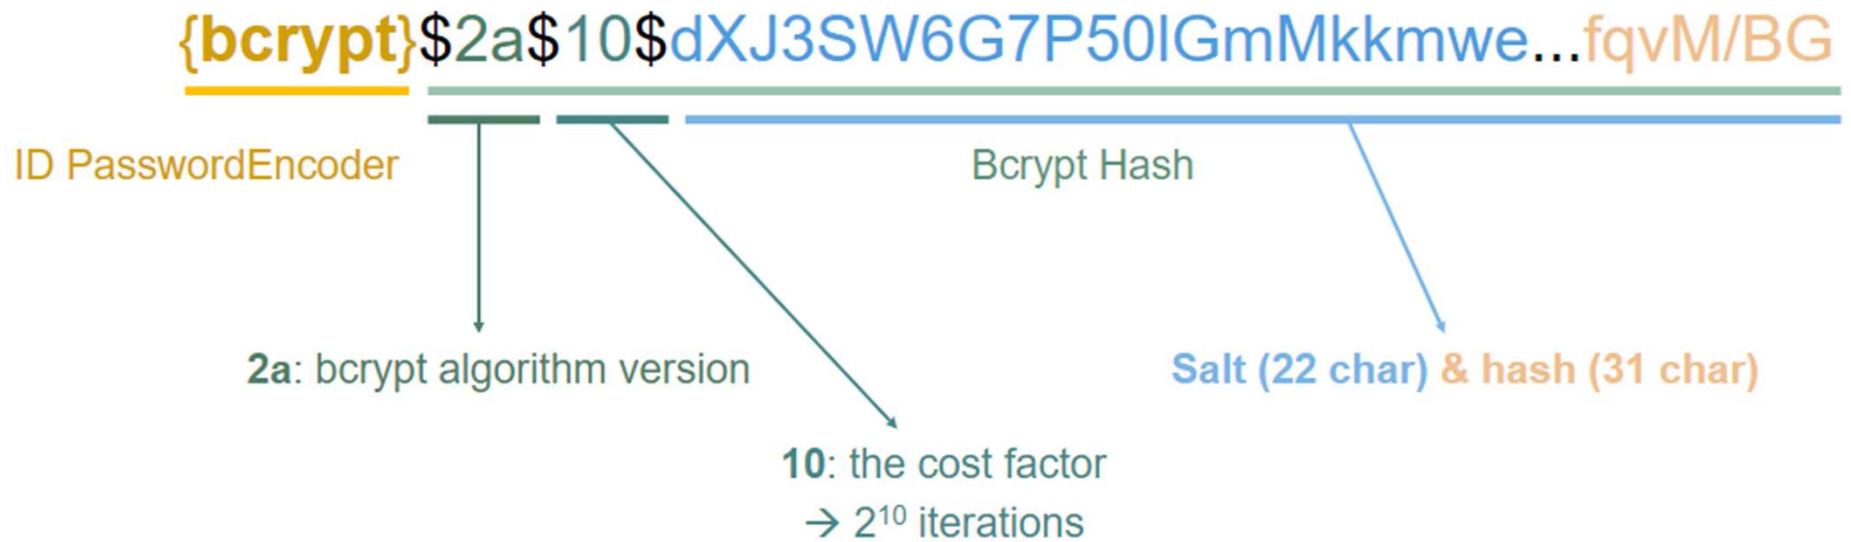 {bcrypt}$2a$10$dXJ3SW6G7P50lGmMkkmwe...fqvM/BG
ID PasswordEncoder
Bcrypt Hash
2a: bcrypt algorithm version
Salt (22 char) & hash (31 char)
10: the cost factor
→ 2¹⁰ iterations